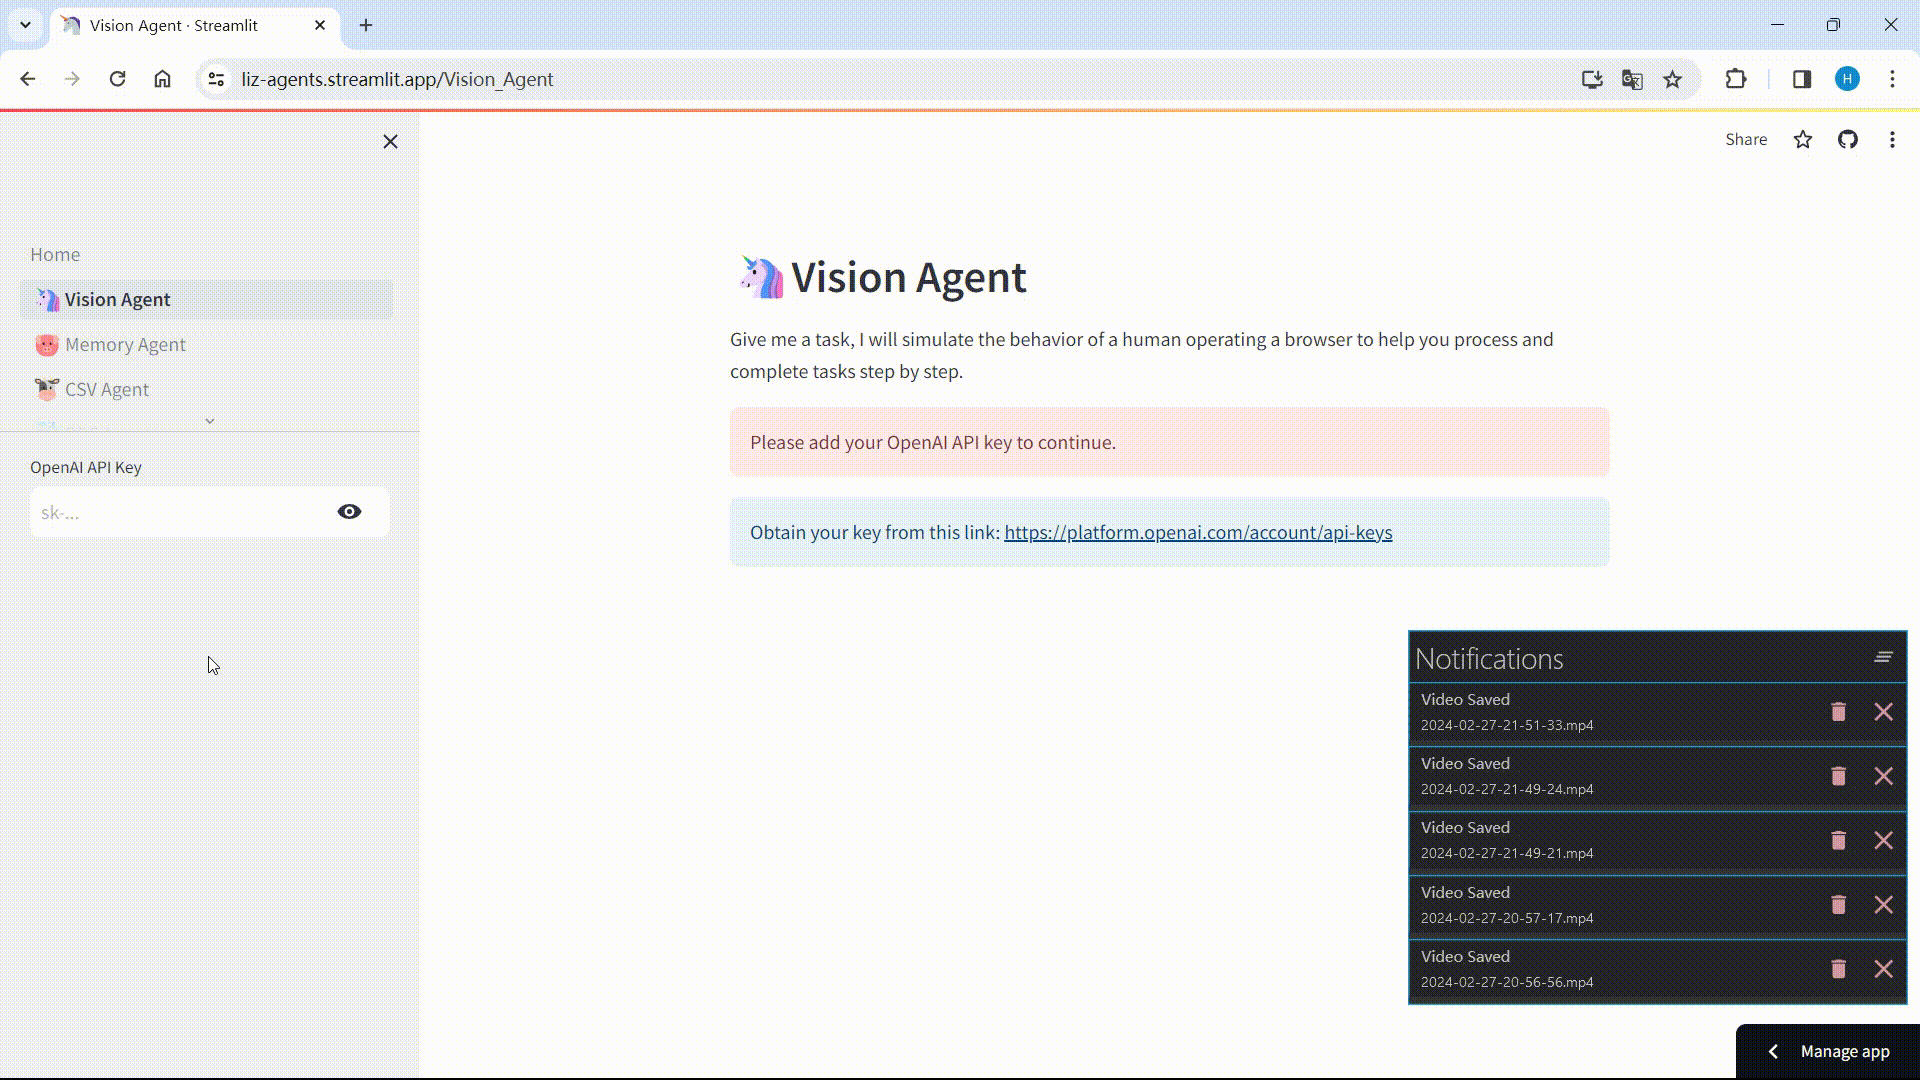 Vision Agent · Streamlit
liz-agents.streamlit.app/Vision_Agent
H
Share
Home
Vision Agent
Memory Agent
CSV Agent
OpenAI API Key
sk-...
Vision Agent
Give me a task, I will simulate the behavior of a human operating a browser to help you process and
complete tasks step by step.
Please add your OpenAI API key to continue.
Obtain your key from this link: https://platform.openai.com/account/api-keys
Notifications
Video Saved
2024-02-27-21-51-33.mp4
Video Saved
2024-02-27-21-49-24.mp4
Video Saved
2024-02-27-21-49-21.mp4
Video Saved
2024-02-27-20-57-17.mp4
Video Saved
2024-02-27-20-56-56.mp4
Manage app